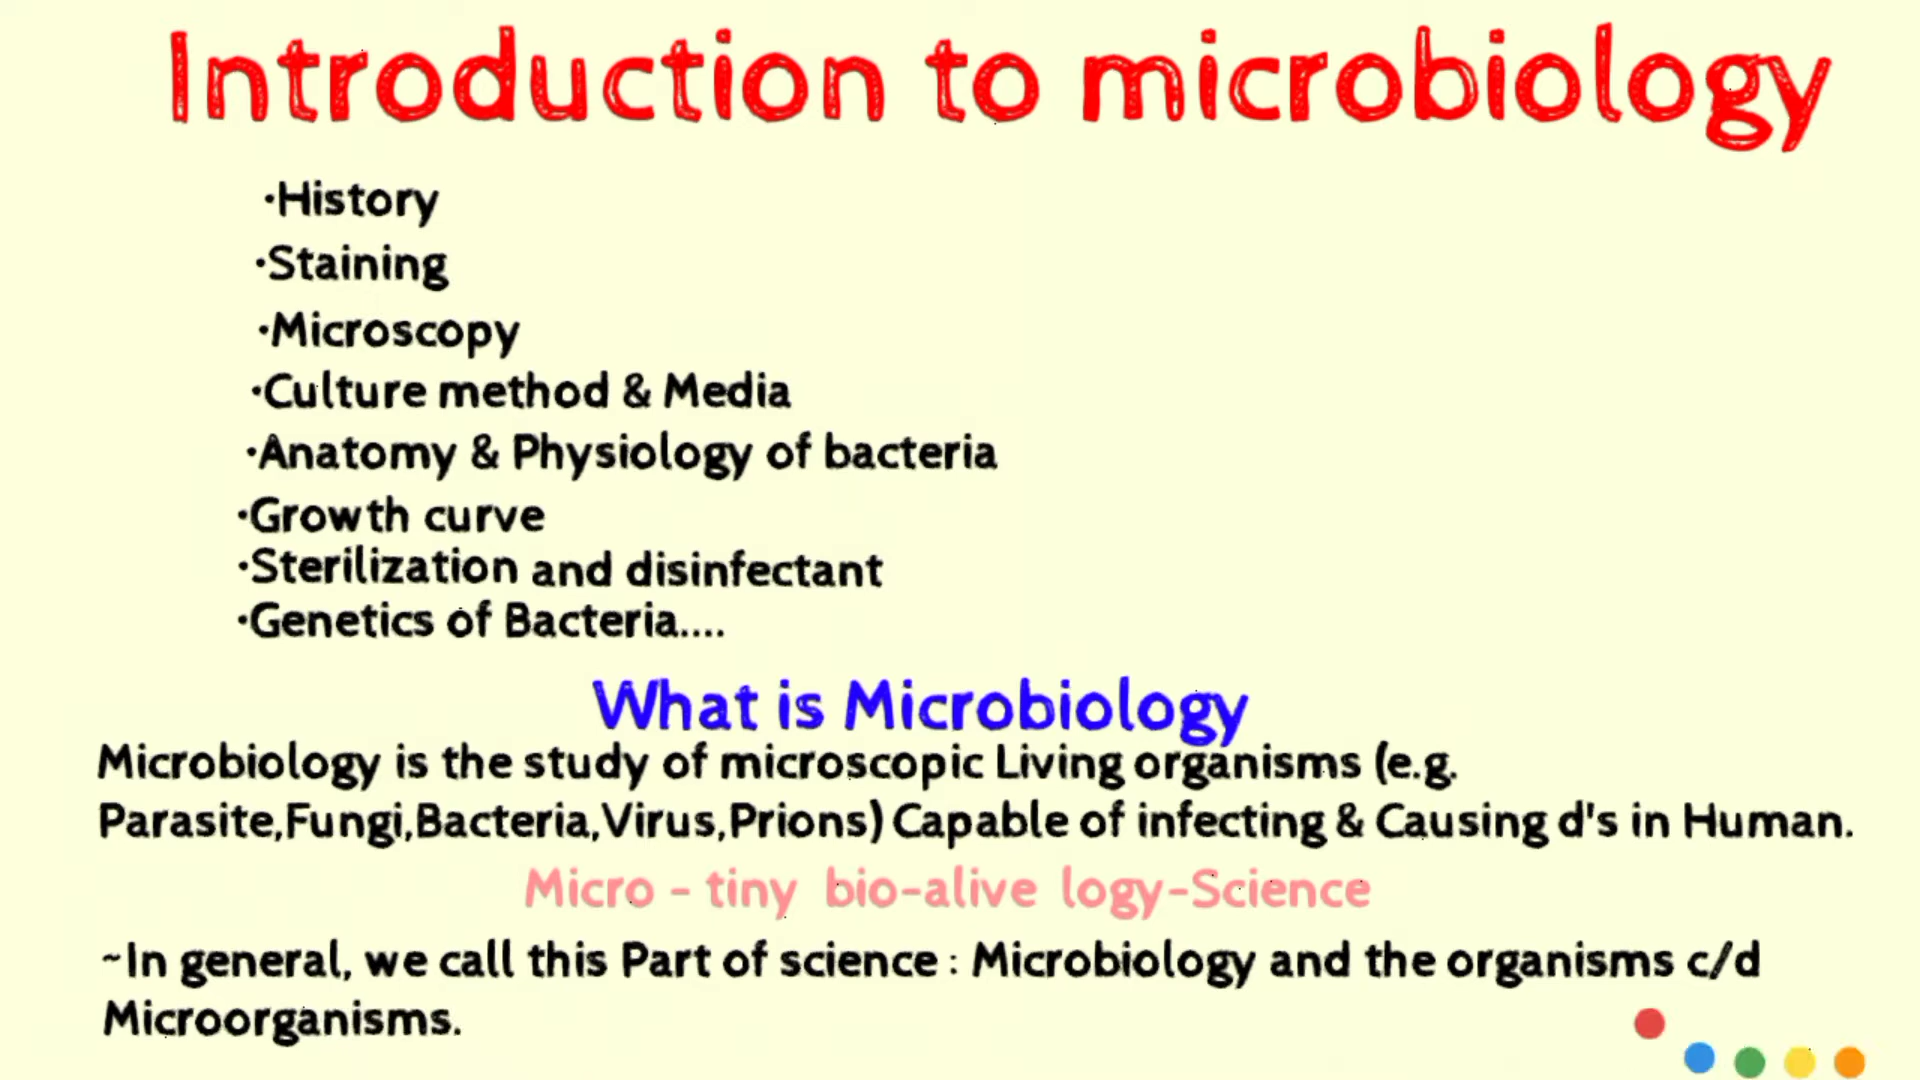 Introduction to microbiology
·History
·Staining
·Microscopy
·Culture method & Media
·Anatomy & Physiology of bacteria
·Growth curve
·Sterilization and disinfectant
·Genetics of Bacteria....
What is Microbiology
Microbiology is the study of microscopic Living organisms (e.g.
Parasite,Fungi,Bacteria,Virus,Prions) Capable of infecting & Causing d's in Human.
Micro - tiny bio-alive logy-Science
~In general, we call this Part of science : Microbiology and the organisms c/d
Microorganisms.